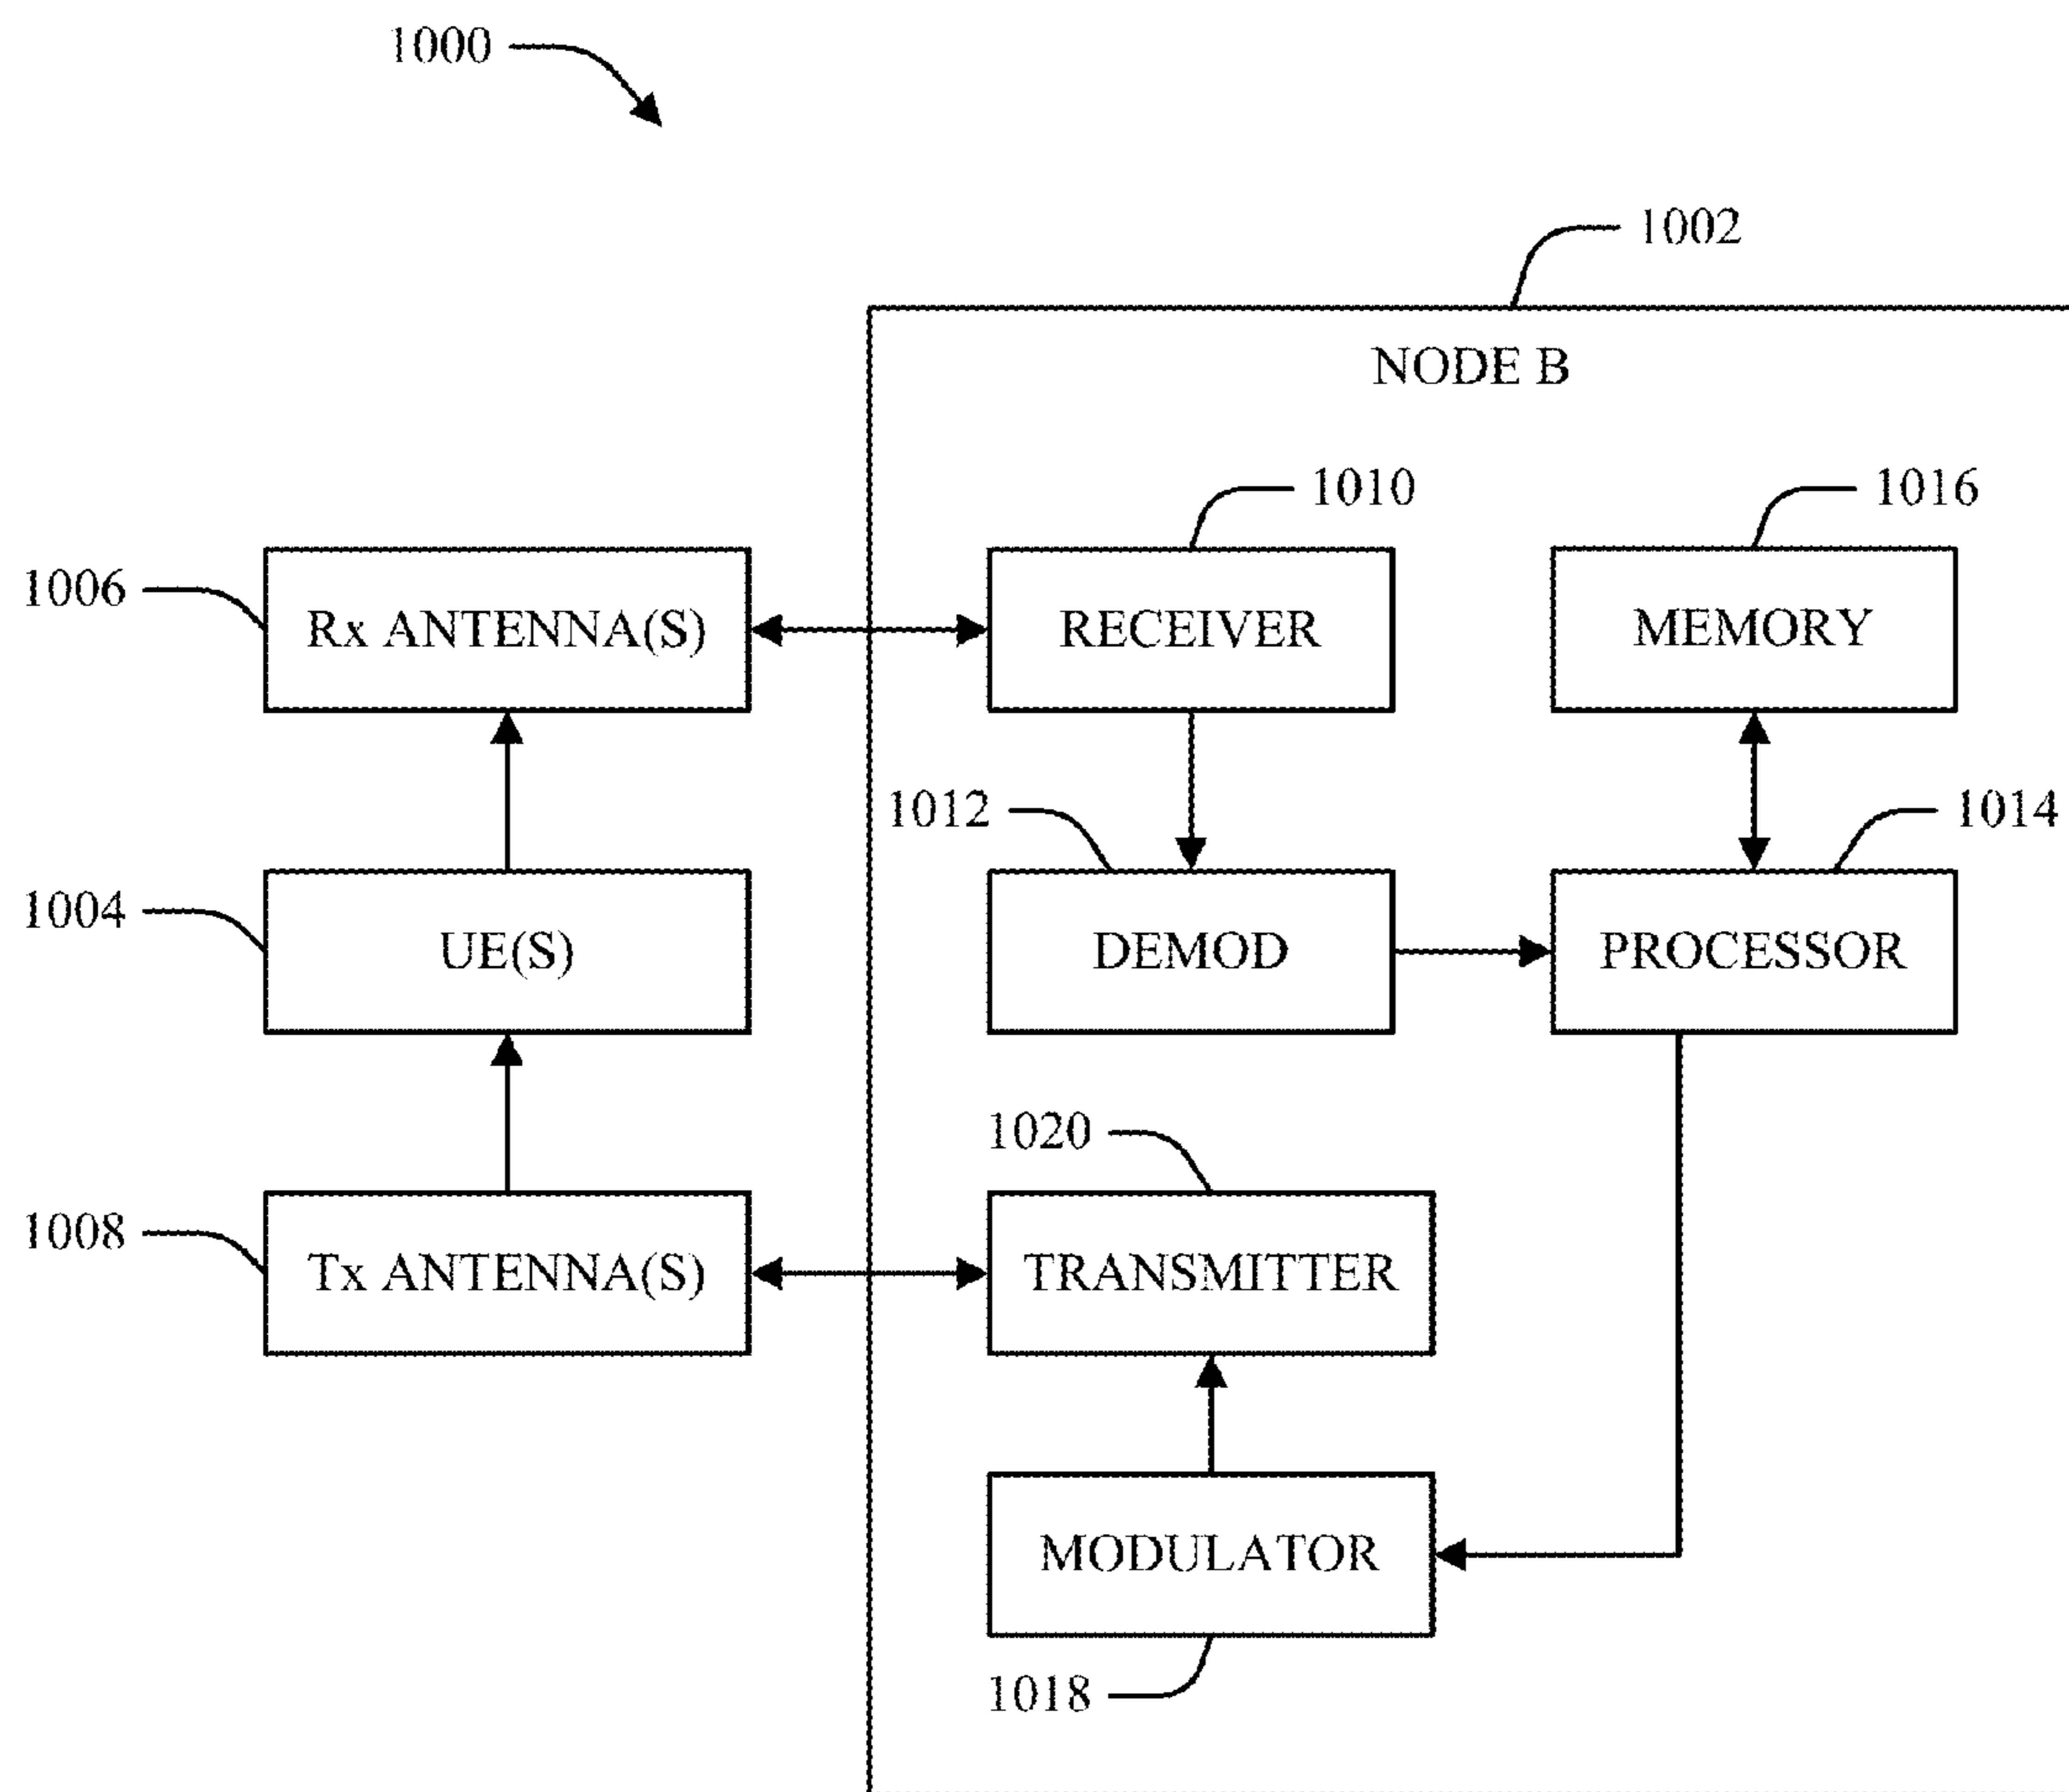 1000
1002
NODE B
1010
1016
1006
Rx ANTENNA(S)
RECEIVER
MEMORY
1012
1014
1004
UE(S)
DEMOD
PROCESSOR
1020
1008
Tx ANTENNA(S)
TRANSMITTER
MODULATOR
1018